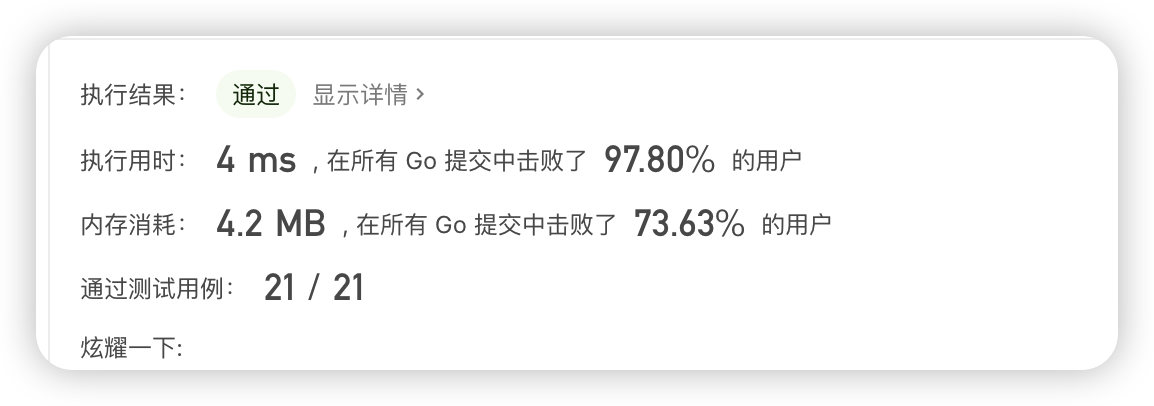 执行结果： 通过 显示详情 >
执行用时： 4 ms , 在所有 Go 提交中击败了 97.80% 的用户
内存消耗： 4.2 MB , 在所有 Go 提交中击败了 73.63% 的用户
通过测试用例： 21 / 21
炫耀一下: